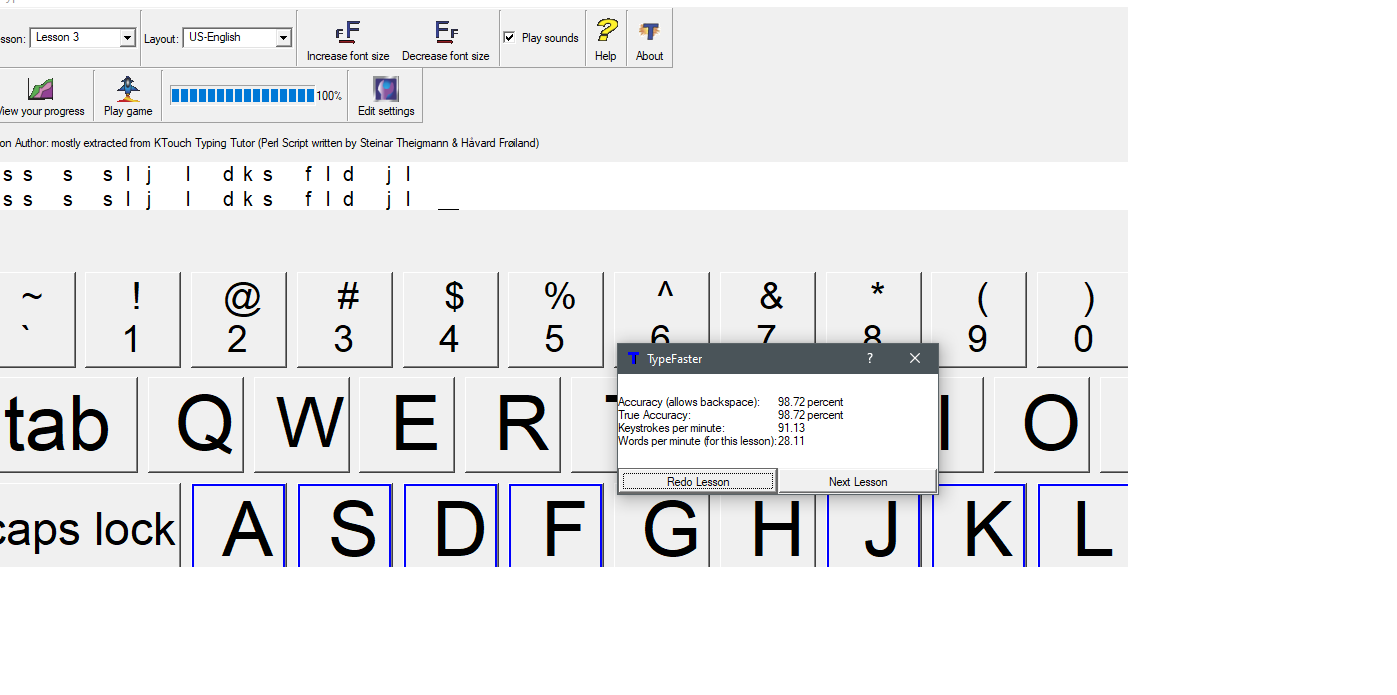 sson: Lesson 3 Layout: US-English Increase font size Decrease font size Play sounds Help About
View your progress Play game 100% Edit settings
on Author: mostly extracted from KTouch Typing Tutor (Perl Script written by Steinar Theigmann & Håvard Frøiland)
s s s s l j l d k s f l d j l
s s s s l j l d k s f l d j l _
~ ! @ # $ % ^ & * ( )
` 1 2 3 4 5 6 7 8 9 0
TypeFaster ? ×
Accuracy (allows backspace): 98.72 percent
True Accuracy: 98.72 percent
Keystrokes per minute: 91.13
Words per minute (for this lesson): 28.11
Redo Lesson Next Lesson
tab Q W E R I O
caps lock A S D F G H J K L